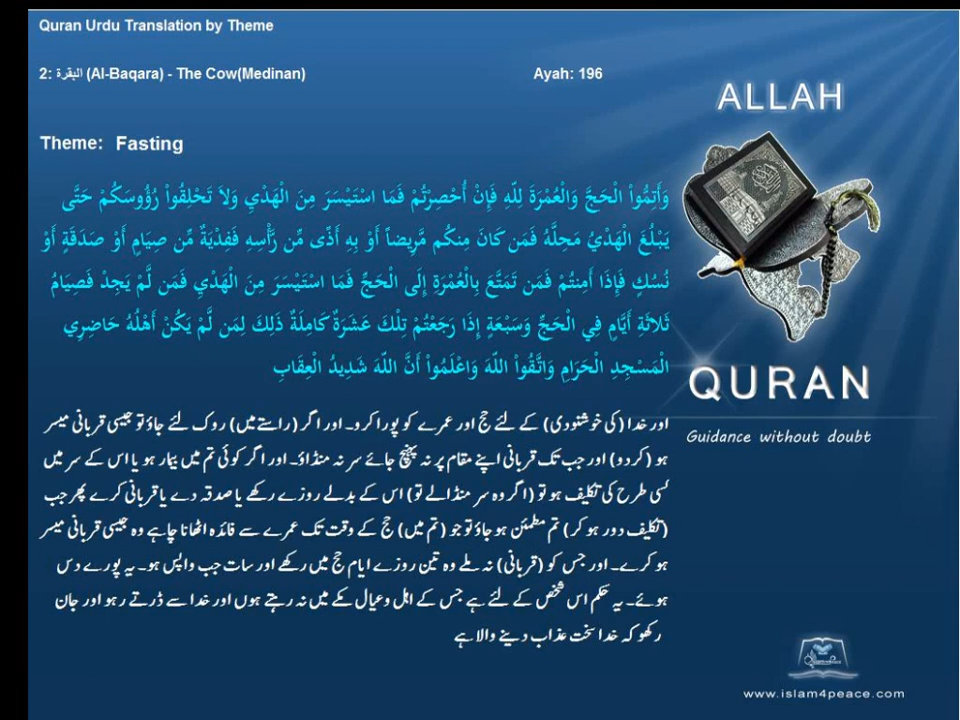 Quran Urdu Translation by Theme
2: البقرة (Al-Baqara) - The Cow(Medinan)
Ayah: 196
Theme: Fasting
وَأَتِمُّواْ الْحَجَّ وَالْعُمْرَةَ لِلّهِ فَإِنْ أُحْصِرْتُمْ فَمَا اسْتَيْسَرَ مِنَ الْهَدْيِ وَلاَ تَحْلِقُواْ رُؤُوسَكُمْ حَتَّى
يَبْلُغَ الْهَدْيُ مَحِلَّهُ فَمَن كَانَ مِنكُم مَّرِيضاً أَوْ بِهِ أَذًى مِّن رَّأْسِهِ فَفِدْيَةٌ مِّن صِيَامٍ أَوْ صَدَقَةٍ أَوْ
نُسُكٍ فَإِذَا أَمِنتُمْ فَمَن تَمَتَّعَ بِالْعُمْرَةِ إِلَى الْحَجِّ فَمَا اسْتَيْسَرَ مِنَ الْهَدْيِ فَمَن لَّمْ يَجِدْ فَصِيَامُ
ثَلاثَةِ أَيَّامٍ فِي الْحَجِّ وَسَبْعَةٍ إِذَا رَجَعْتُمْ تِلْكَ عَشَرَةٌ كَامِلَةٌ ذَلِكَ لِمَن لَّمْ يَكُنْ أَهْلُهُ حَاضِرِي
الْمَسْجِدِ الْحَرَامِ وَاتَّقُواْ اللّهَ وَاعْلَمُواْ أَنَّ اللّهَ شَدِيدُ الْعِقَابِ
اور خدا (کی خوشنودی) کے لئے حج اور عمرے کو پورا کرو۔ اور اگر (راستے میں) روک لئے جاؤ تو جیسی قربانی میسر
ہو (کردو) اور جب تک قربانی اپنے مقام پر نہ پہنچ جائے سر نہ منڈاؤ۔ اور اگر کوئی تم میں بیمار ہو یا اس کے سر میں
کسی طرح کی تکلیف ہو تو (اگر وہ سر منڈالے تو) اس کے بدلے روزے رکھے یا صدقہ دے یا قربانی کرے پھر جب
(تکلیف دور ہو کر) تم مطمئن ہو جاؤ تو جو (تم میں) حج کے وقت تک عمرے سے فائدہ اٹھانا چاہے وہ جیسی قربانی میسر
ہو کرے۔ اور جس کو (قربانی) نہ ملے وہ تین روزے ایام حج میں رکھے اور سات جب واپس ہو۔ یہ پورے دس
ہوئے۔ یہ حکم اس شخص کے لئے ہے جس کے اہل وعیال مکے میں نہ رہتے ہوں اور خدا سے ڈرتے رہو اور جان
رکھو کہ خدا سخت عذاب دینے والا ہے
ALLAH
QURAN
Guidance without doubt
www.islam4peace.com